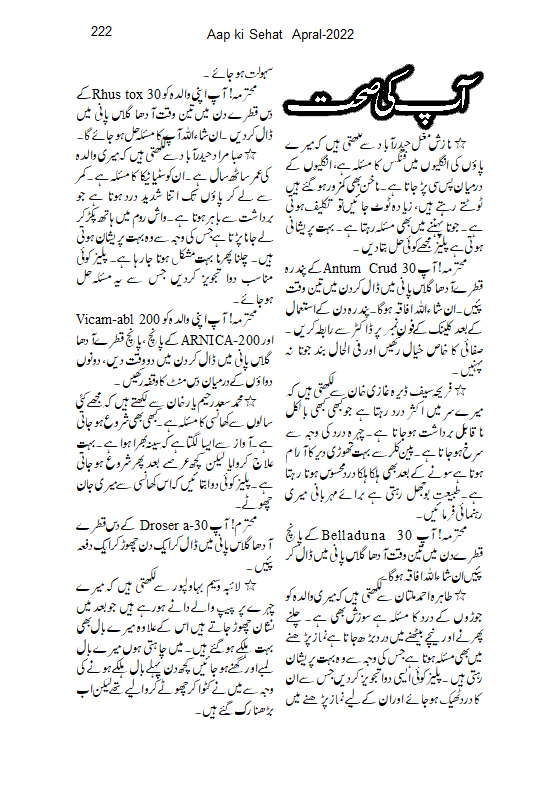 222
Aap ki Sehat Apral-2022
آپ کی صحت
☆ نازش مغل حیدرآباد سے لکھتی ہیں کہ میرے
پاؤں کی انگلیوں میں فنگس کا مسئلہ ہے، انگلیوں کے
درمیان پس سی پڑ جاتا ہے۔ ناخن بھی کمزور ہو گئے ہیں
ٹوٹتے رہتے ہیں، زیادہ ٹوٹ جائیں تو تکلیف ہوتی
ہے۔ جوتا پہننے میں بھی مسئلہ رہتا ہے۔ بہت پریشانی
ہوتی ہے پلیز مجھے کوئی حل بتا دیں۔
محترمہ! آپ Antum Crud 30 کے پندرہ
قطرے آدھا گلاس پانی میں ڈال کر دن میں تین وقت
پئیں۔ ان شاءاللہ افاقہ ہوگا۔ پندرہ دن کے استعمال
کے بعد کلینک کے فون نمبر پر ڈاکٹر سے رابطہ کریں۔
صفائی کا خاص خیال رکھیں اور فی الحال بند جوتا نہ
پہنیں۔
☆ فریحہ سیف ڈیرہ غازی خان سے لکھتی ہیں کہ
میرے سر میں اکثر درد رہتا ہے جو کبھی کبھی بالکل
ناقابل برداشت ہو جاتا ہے۔ چہرہ درد کی وجہ سے
سرخ ہو جاتا ہے۔ پین کلر سے بہت تھوڑی دیر کا آرام
ہوتا ہے سونے کے بعد بھی ہلکا ہلکا درد محسوس ہوتا رہتا
ہے۔ طبیعت بوجھل رہتی ہے برائے مہربانی میری
رہنمائی فرمائیں۔
محترمہ! آپ Belladuna 30 کے پانچ
قطرے دن میں تین وقت آدھا گلاس پانی میں ڈال کر
پئیں ان شاءاللہ افاقہ ہوگا۔
☆ طاہرہ احمد ملتان سے لکھتی ہیں کہ میری والدہ کو
جوڑوں کے درد کا مسئلہ ہے سوزش بھی ہے۔ چلنے
پھرنے اور نیچے بیٹھنے میں درد بڑھ جاتا ہے نماز پڑھنے
میں بھی مسئلہ ہوتا ہے جس کی وجہ سے وہ بہت پریشان
رہتی ہیں۔ پلیز کوئی ایسی دوا تجویز کر دیں جس سے ان
کا درد ٹھیک ہو جائے اور ان کے لیے نماز پڑھنے میں
سہولت ہو جائے۔
محترمہ! آپ اپنی والدہ کو Rhus tox 30 کے
دس قطرے دن میں تین وقت آدھا گلاس پانی میں
ڈال کر دیں۔ ان شاءاللہ آپ کا مسئلہ حل ہو جائے گا۔
☆ صبا مراد حیدرآباد سے لکھتی ہیں کہ میری والدہ
کی عمر ساٹھ سال ہے۔ ان کو سٹیاٹیکا کا مسئلہ ہے۔ کمر
سے لے کر پاؤں تک اتنا شدید درد ہوتا ہے جو
برداشت سے باہر ہوتا ہے۔ واش روم میں ہاتھ پکڑ کر
لے جانا پڑتا ہے جس کی وجہ سے وہ بہت پریشان ہوتی
ہیں۔ چلنا پھرنا بہت مشکل ہوتا جا رہا ہے۔ پلیز کوئی
مناسب دوا تجویز کردیں جس سے یہ مسئلہ حل
ہو جائے۔
محترمہ! آپ اپنی والدہ کو Vicam-abl 200
اور ARNICA-200 کے پانچ، پانچ قطرے آدھا
گلاس پانی میں ڈال کر دن میں دو وقت دیں، دونوں
دواؤں کے درمیان دس منٹ کا وقفہ رکھیں۔
☆ محمد سعد رحیم یار خان سے لکھتے ہیں کہ مجھے کئی
سالوں سے کھانسی کا مسئلہ ہے۔ کبھی بھی شروع ہو جاتی
ہے۔ آواز سے ایسا لگتا ہے کہ سینہ بھرا ہوا ہے۔ بہت
علاج کروایا لیکن کچھ عرصے بعد پھر شروع ہو جاتی
ہے۔ پلیز کوئی دوا بتائیں کہ اس کھانسی سے میری جان
چھوٹے۔
محترم! آپ Droser a-30 کے دس قطرے
آدھا گلاس پانی میں ڈال کر ایک دن چھوڑ کر ایک دفعہ
پئیں۔
☆ لائبہ وسیم بہاولپور سے لکھتی ہیں کہ میرے
چہرے پر پیپ والے دانے ہو رہے ہیں جو بعد میں
نشان چھوڑ جاتے ہیں اس کے علاوہ میرے بال بھی
بہت ہلکے ہو گئے ہیں۔ میں چاہتی ہوں میرے بال
لمبے اور گھنے ہو جائیں کچھ دن پہلے بال ہلکے ہونے کی
وجہ سے میں نے کٹوا کر چھوٹے کروا لیے تھے لیکن اب
بڑھنا رک گئے ہیں۔